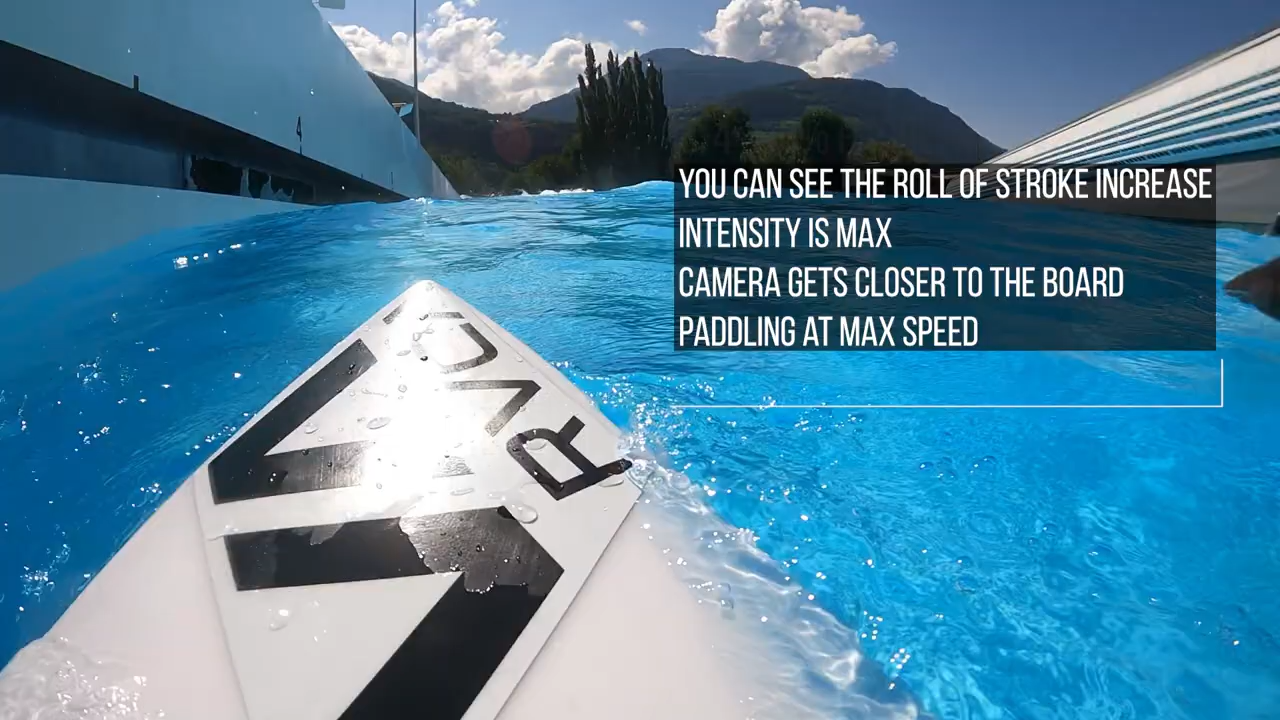 4
YOU CAN SEE THE ROLL OF STROKE INCREASE
INTENSITY IS MAX
CAMERA GETS CLOSER TO THE BOARD
PADDLING AT MAX SPEED